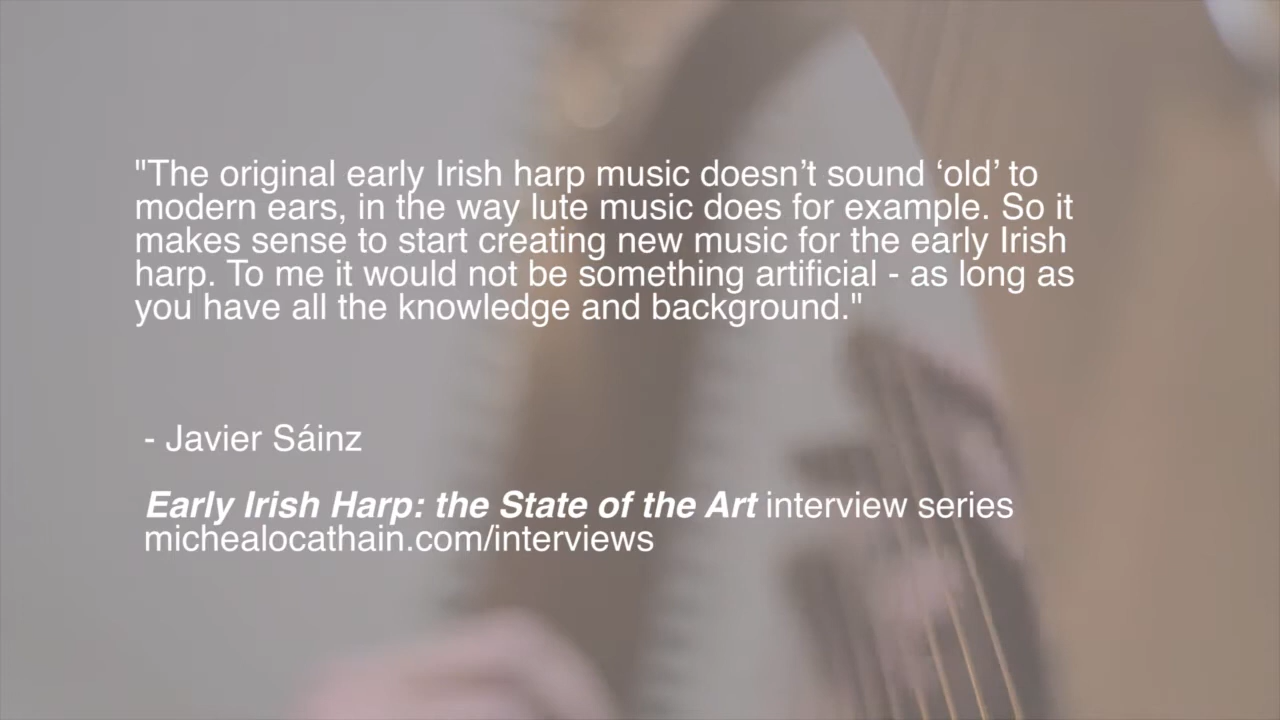 "The original early Irish harp music doesn’t sound ‘old’ to
modern ears, in the way lute music does for example. So it
makes sense to start creating new music for the early Irish
harp. To me it would not be something artificial - as long as
you have all the knowledge and background."
- Javier Sáinz
Early Irish Harp: the State of the Art interview series
michealocathain.com/interviews